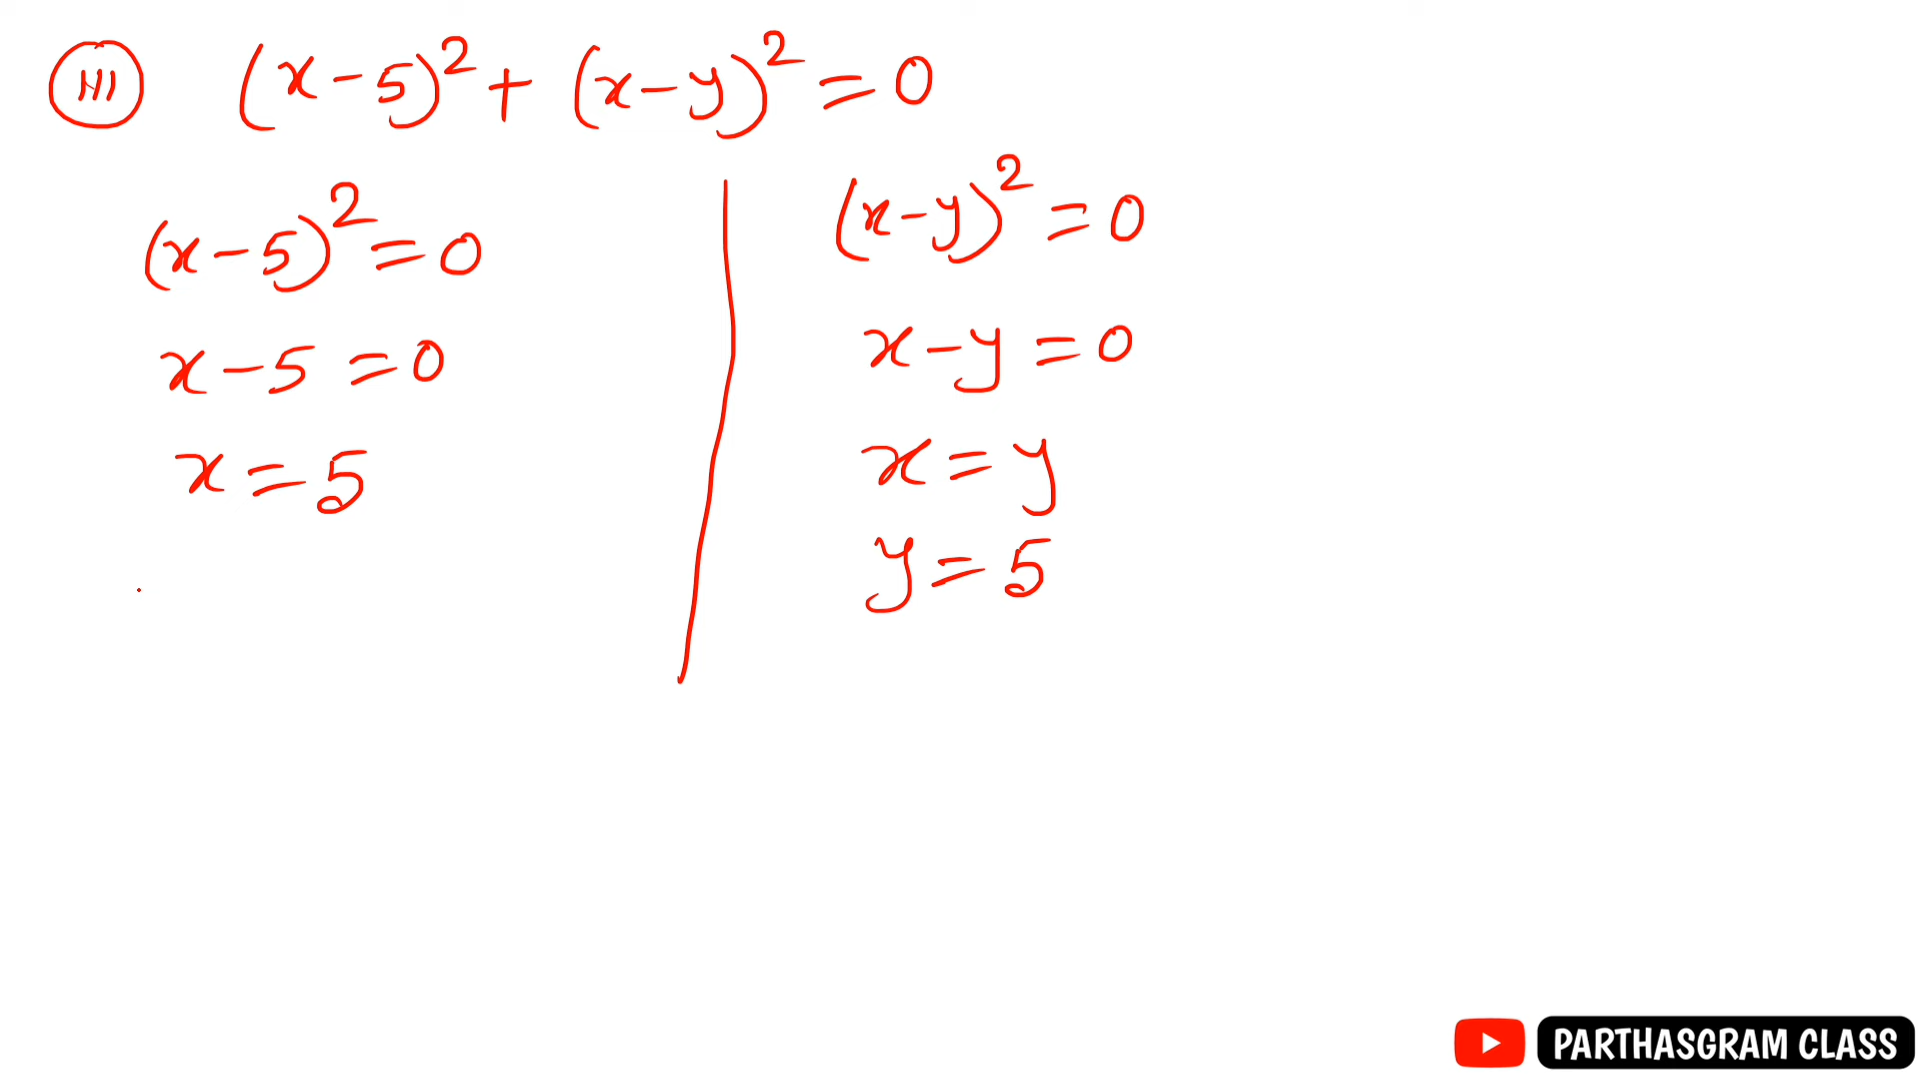 (iii) (x-5)²+(x-y)²=0
(x-5)²=0
x-5=0
x=5
(x-y)²=0
x-y=0
x=y
y=5
PARTHASGRAM CLASS